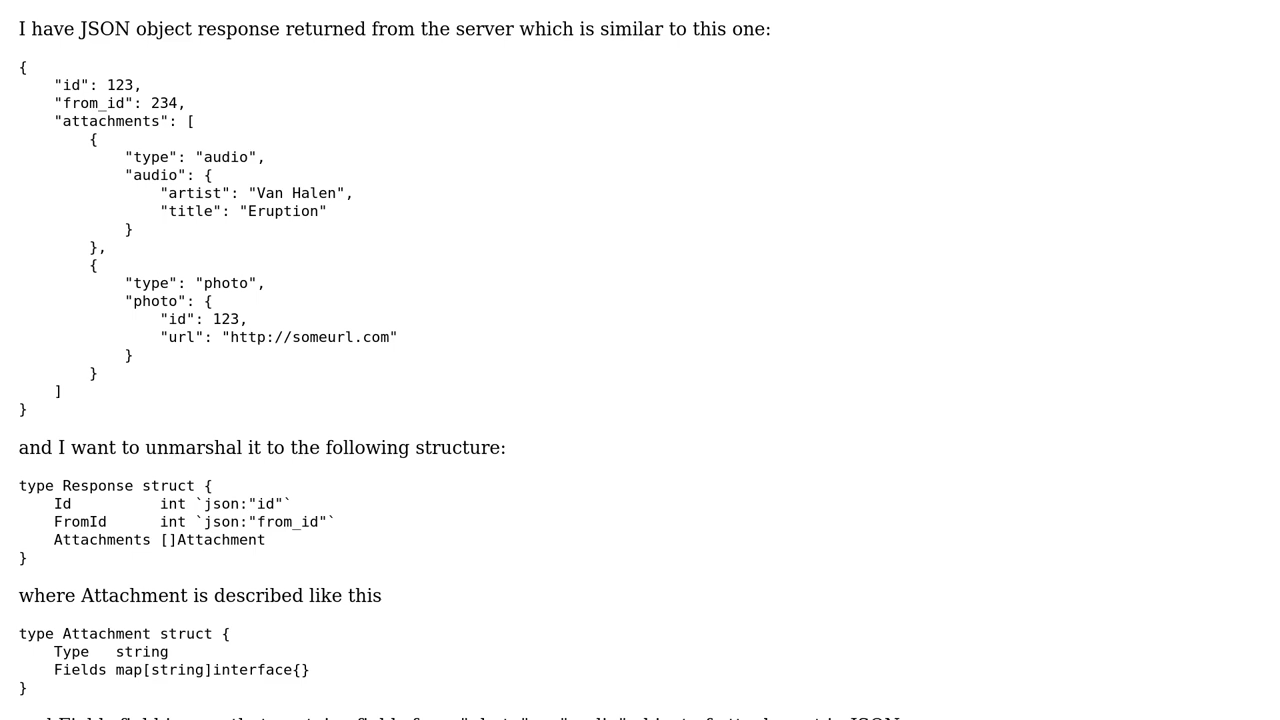 I have JSON object response returned from the server which is similar to this one:
{
    "id": 123,
    "from_id": 234,
    "attachments": [
        {
            "type": "audio",
            "audio": {
                "artist": "Van Halen",
                "title": "Eruption"
            }
        },
        {
            "type": "photo",
            "photo": {
                "id": 123,
                "url": "http://someurl.com"
            }
        }
    ]
}
and I want to unmarshal it to the following structure:
type Response struct {
    Id          int `json:"id"`
    FromId      int `json:"from_id"`
    Attachments []Attachment
}
where Attachment is described like this
type Attachment struct {
    Type   string
    Fields map[string]interface{}
}